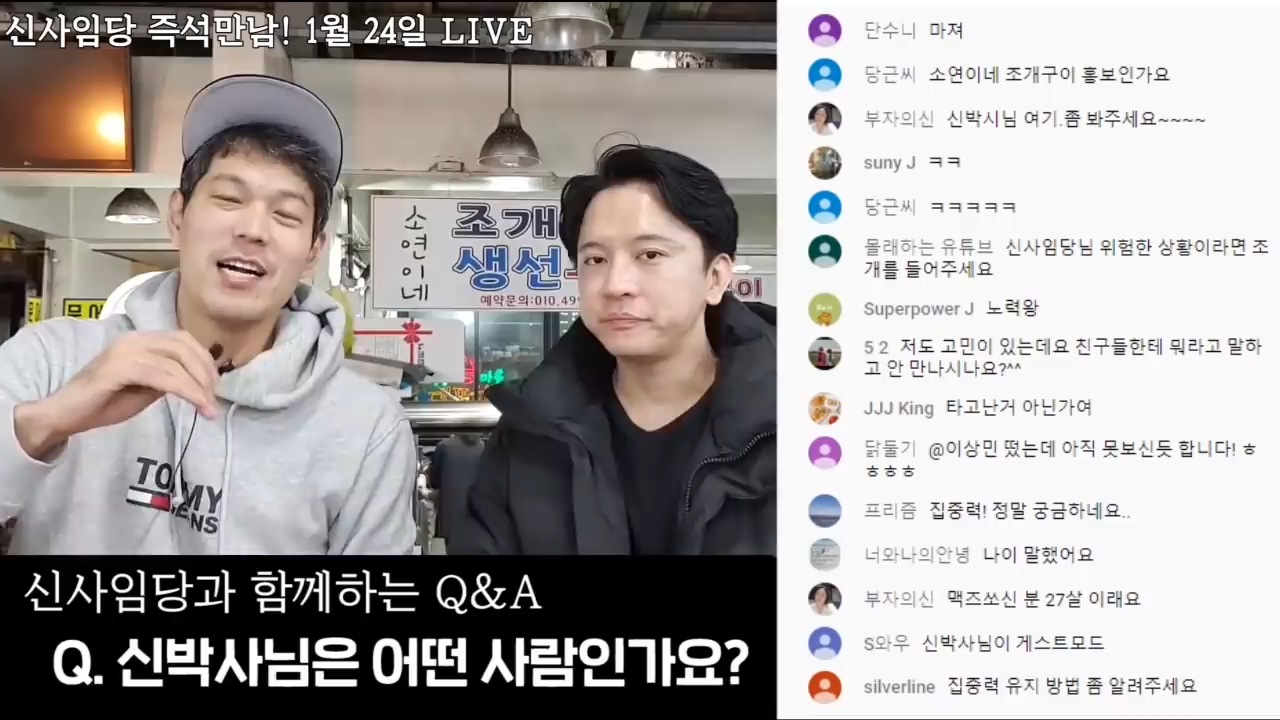 신사임당 즉석만남! 1월 24일 LIVE
소연이네
조개
생선
예약문의:010.49
TOMMY
JEANS
신사임당과 함께하는 Q&A
Q. 신박사님은 어떤 사람인가요?
단수니 마져
당근씨 소연이네 조개구이 홍보인가요
부자의신 신박시님 여기.좀 봐주세요~~~~
suny J ㅋㅋ
당근씨 ㅋㅋㅋㅋㅋ
몰래하는 유튜브 신사임당님 위험한 상황이라면 조
개를 들어주세요
Superpower J 노력왕
5 2 저도 고민이 있는데요 친구들한테 뭐라고 말하
고 안 만나시나요?^^
JJJ King 타고난거 아닌가여
닭둘기 @이상민 떴는데 아직 못보신듯 합니다! ㅎ
ㅎㅎㅎ
프리즘 집중력! 정말 궁금하네요..
너와나의안녕 나이 말했어요
부자의신 맥즈쏘신 분 27살 이래요
S와우 신박사님이 게스트모드
silverline 집중력 유지 방법 좀 알려주세요